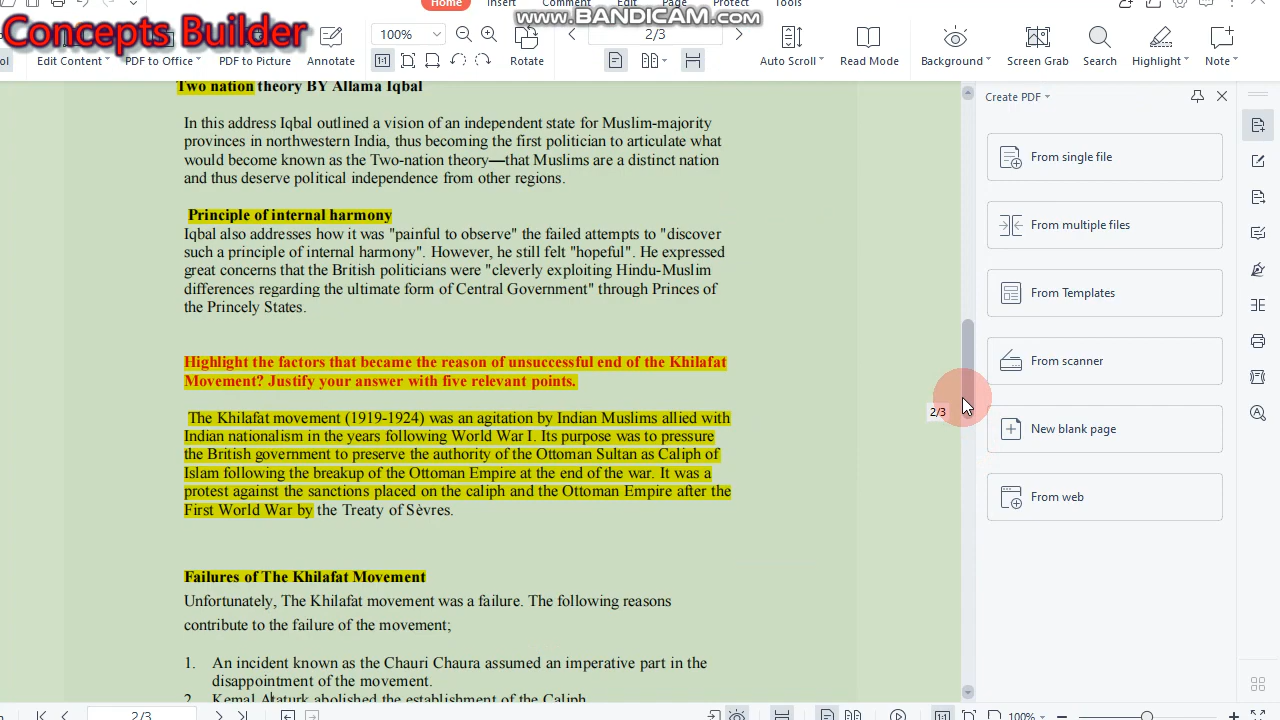 Home Insert Comment Edit Page Protect Tools
www.BANDICAM.com
Concepts Builder
100%
2/3
Edit Content PDF to Office PDF to Picture Annotate Rotate Auto Scroll Read Mode Background Screen Grab Search Highlight Note
Two nation theory BY Allama Iqbal
In this address Iqbal outlined a vision of an independent state for Muslim-majority
provinces in northwestern India, thus becoming the first politician to articulate what
would become known as the Two-nation theory—that Muslims are a distinct nation
and thus deserve political independence from other regions.
Principle of internal harmony
Iqbal also addresses how it was "painful to observe" the failed attempts to "discover
such a principle of internal harmony". However, he still felt "hopeful". He expressed
great concerns that the British politicians were "cleverly exploiting Hindu-Muslim
differences regarding the ultimate form of Central Government" through Princes of
the Princely States.
Highlight the factors that became the reason of unsuccessful end of the Khilafat
Movement? Justify your answer with five relevant points.
The Khilafat movement (1919-1924) was an agitation by Indian Muslims allied with
Indian nationalism in the years following World War I. Its purpose was to pressure
the British government to preserve the authority of the Ottoman Sultan as Caliph of
Islam following the breakup of the Ottoman Empire at the end of the war. It was a
protest against the sanctions placed on the caliph and the Ottoman Empire after the
First World War by the Treaty of Sèvres.
Failures of The Khilafat Movement
Unfortunately, The Khilafat movement was a failure. The following reasons
contribute to the failure of the movement;
1. An incident known as the Chauri Chaura assumed an imperative part in the
disappointment of the movement.
2. Kemal Ataturk abolished the establishment of the Caliph
Create PDF
From single file
From multiple files
From Templates
From scanner
2/3
New blank page
From web
2/3
100%